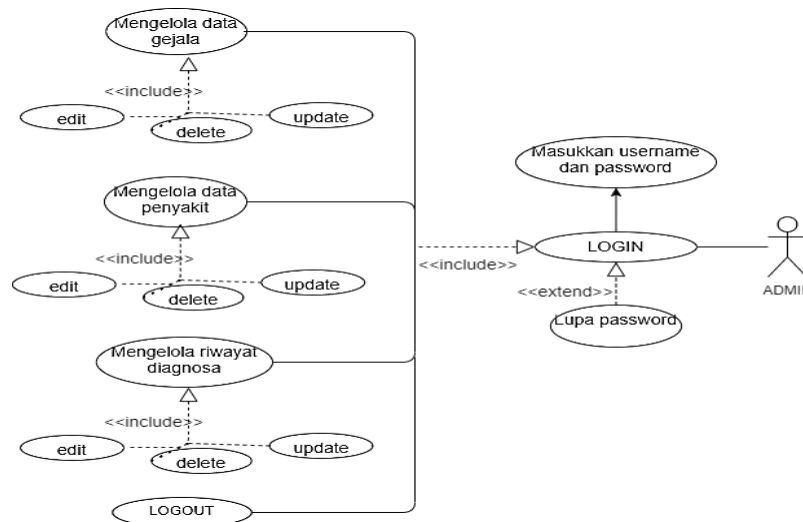 Mengelola data
gejala
<<include>>
edit
delete
update
Mengelola data
penyakit
<<include>>
edit
delete
update
Mengelola riwayat
diagnosa
<<include>>
edit
delete
update
LOGOUT
<<include>>
Masukkan username
dan password
LOGIN
<<extend>>
Lupa password
ADMIN